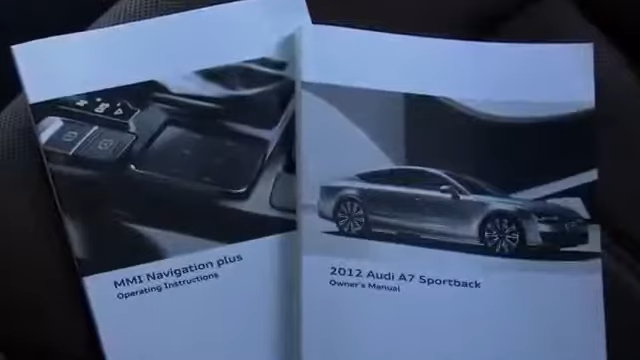 MMI Navigation plus
Operating Instructions
2012 Audi A7 Sportback
Owner's Manual